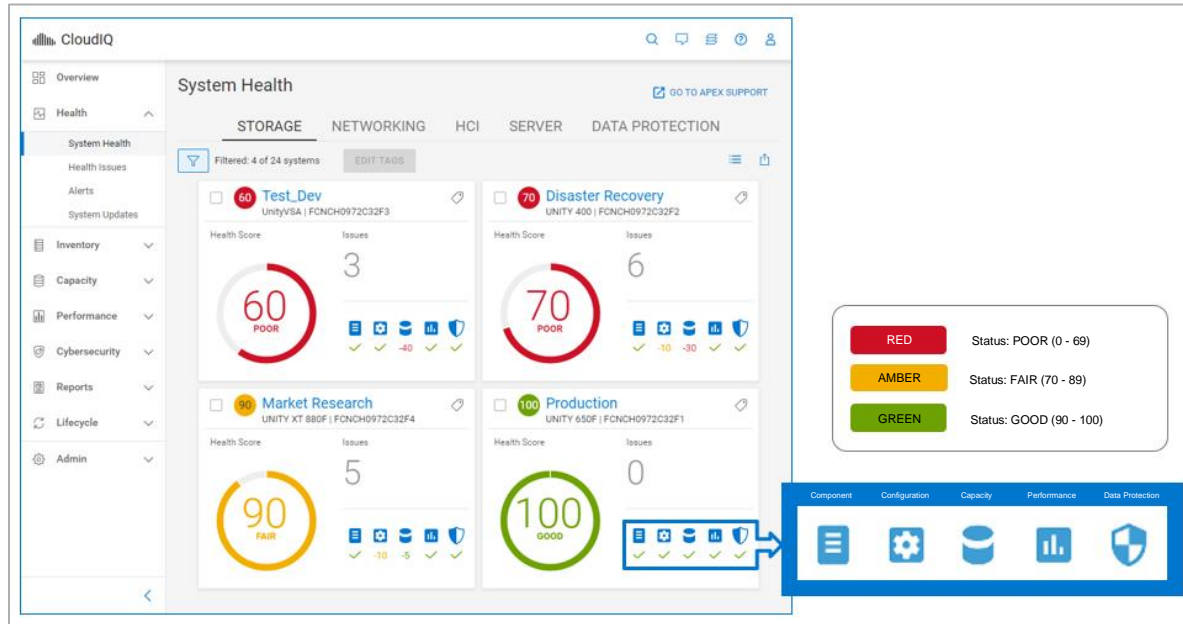 CloudIQ
Overview
Health
System Health
Health Issues
Alerts
System Updates
Inventory
Capacity
Performance
Cybersecurity
Reports
Lifecycle
Admin
System Health
GO TO APEX SUPPORT
STORAGE NETWORKING HCI SERVER DATA PROTECTION
Filtered: 4 of 24 systems EDIT TAGS
60 Test_Dev
UnityVSA | FCNCH0972C32F3
Health Score Issues
3
60
POOR
-40
70 Disaster Recovery
UNITY 400 | FCNCH0972C32F2
Health Score Issues
6
70
POOR
-10 -30
90 Market Research
UNITY XT 880F | FCNCH0972C32F4
Health Score Issues
5
90
FAIR
-10 -5
100 Production
UNITY 650F | FCNCH0972C32F1
Health Score Issues
0
100
GOOD
RED Status: POOR (0 - 69)
AMBER Status: FAIR (70 - 89)
GREEN Status: GOOD (90 - 100)
Component Configuration Capacity Performance Data Protection